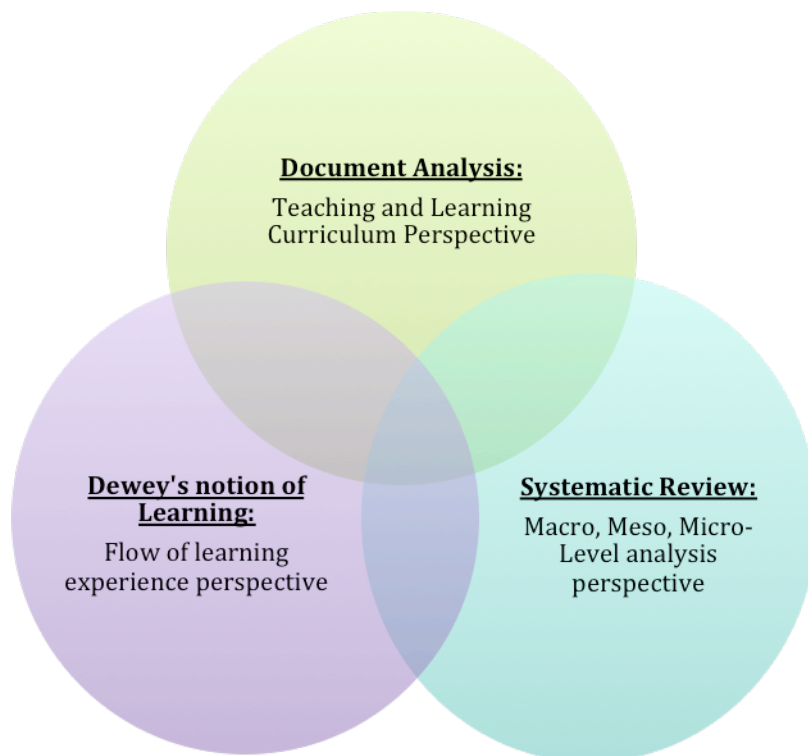 Document Analysis:
Teaching and Learning
Curriculum Perspective
Dewey's notion of
Learning:
Flow of learning
experience perspective
Systematic Review:
Macro, Meso, Micro-
Level analysis
perspective